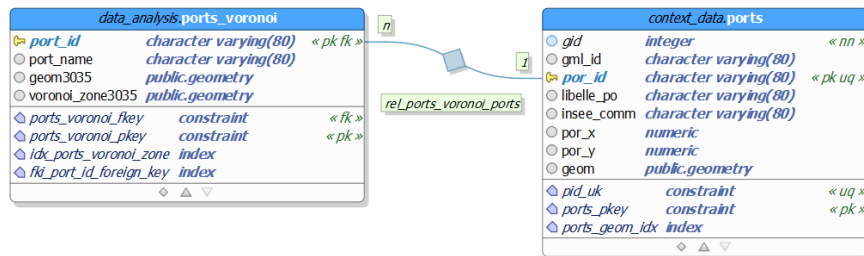 data_analysis.ports_voronoi
port_id character varying(80) « pk fk »
port_name character varying(80)
geom3035 public.geometry
voronoi_zone3035 public.geometry
ports_voronoi_fkey constraint « fk »
ports_voronoi_pkey constraint « pk »
idx_ports_voronoi_zone index
fki_port_id_foreign_key index
n
1
rel_ports_voronoi_ports
context_data.ports
gid integer « nn »
gml_id character varying(80)
por_id character varying(80) « pk uq »
libelle_po character varying(80)
insee_comm character varying(80)
por_x numeric
por_y numeric
geom public.geometry
pid_uk constraint « uq »
ports_pkey constraint « pk »
ports_geom_idx index